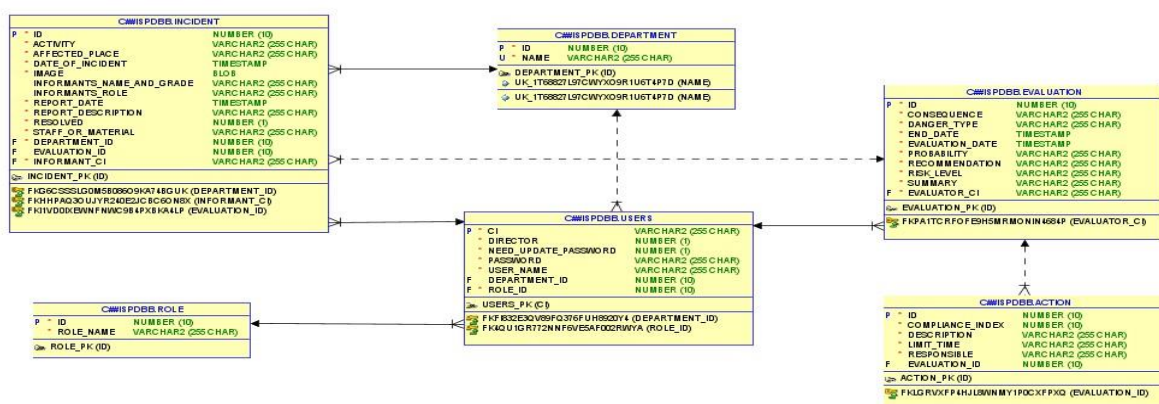 C##ISPDBB.INCIDENT
P * ID NUMBER (10)
* ACTIVITY VARCHAR2 (255 CHAR)
* AFFECTED_PLACE VARCHAR2 (255 CHAR)
* DATE_OF_INCIDENT TIMESTAMP
* IMAGE BLOB
INFORMANTS_NAME_AND_GRADE VARCHAR2 (255 CHAR)
INFORMANTS_ROLE VARCHAR2 (255 CHAR)
* REPORT_DATE TIMESTAMP
* REPORT_DESCRIPTION VARCHAR2 (255 CHAR)
* RESOLVED NUMBER (1)
* STAFF_OR_MATERIAL VARCHAR2 (255 CHAR)
F * DEPARTMENT_ID NUMBER (10)
F EVALUATION_ID NUMBER (10)
F * INFORMANT_CI VARCHAR2 (255 CHAR)
INCIDENT_PK (ID)
(DEPARTMENT_ID)
(INFORMANT_CI)
(EVALUATION_ID)
C##ISPDBB.DEPARTMENT
P * ID NUMBER (10)
U * NAME VARCHAR2 (255 CHAR)
DEPARTMENT_PK (ID)
UK_1T68827L97CWYXO9R1U6T4P7D (NAME)
UK_1T68827L97CWYXO9R1U6T4P7D (NAME)
C##ISPDBB.EVALUATION
P * ID NUMBER (10)
* CONSEQUENCE VARCHAR2 (255 CHAR)
* DANGER_TYPE VARCHAR2 (255 CHAR)
* END_DATE TIMESTAMP
* EVALUATION_DATE TIMESTAMP
* PROBABILITY VARCHAR2 (255 CHAR)
* RECOMMENDATION VARCHAR2 (255 CHAR)
* RISK_LEVEL VARCHAR2 (255 CHAR)
* SUMMARY VARCHAR2 (255 CHAR)
F * EVALUATOR_CI VARCHAR2 (255 CHAR)
EVALUATION_PK (ID)
FKPA1TCRFOFE9H5MRMONIN4684P (EVALUATOR_CI)
C##ISPDBB.USERS
P * CI VARCHAR2 (255 CHAR)
* DIRECTOR NUMBER (1)
* NEED_UPDATE_PASSWORD NUMBER (1)
* PASSWORD VARCHAR2 (255 CHAR)
* USER_NAME VARCHAR2 (255 CHAR)
F DEPARTMENT_ID NUMBER (10)
F * ROLE_ID NUMBER (10)
USERS_PK (CI)
FKFIB32E3QV89FQ376FUH8920Y4 (DEPARTMENT_ID)
FK4QU1GR772NNF6VE5AF002RWYA (ROLE_ID)
C##ISPDBB.ROLE
P * ID NUMBER (10)
* ROLE_NAME VARCHAR2 (255 CHAR)
ROLE_PK (ID)
C##ISPDBB.ACTION
P * ID NUMBER (10)
* COMPLIANCE_INDEX NUMBER (10)
* DESCRIPTION VARCHAR2 (255 CHAR)
* LIMIT_TIME VARCHAR2 (255 CHAR)
* RESPONSIBLE VARCHAR2 (255 CHAR)
F EVALUATION_ID NUMBER (10)
ACTION_PK (ID)
FKLGRVXFP4HJL8WNMY1P0CXFPXQ (EVALUATION_ID)